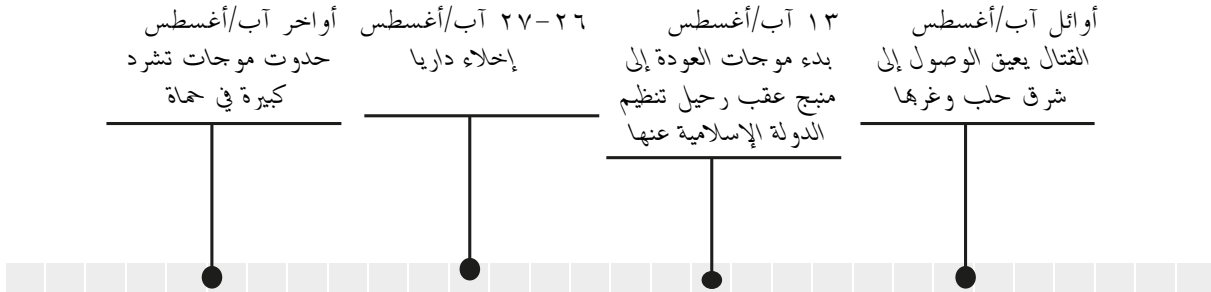 أوائل آب/أغسطس
القتال يعيق الوصول إلى
شرق حلب وغربها
١٣ آب/أغسطس
بدء موجات العودة إلى
منبج عقب رحيل تنظيم
الدولة الإسلامية عنها
٢٦-٢٧ آب/أغسطس
إخلاء داريا
أواخر آب/أغسطس
حدوت موجات تشرد
كبيرة في حماة